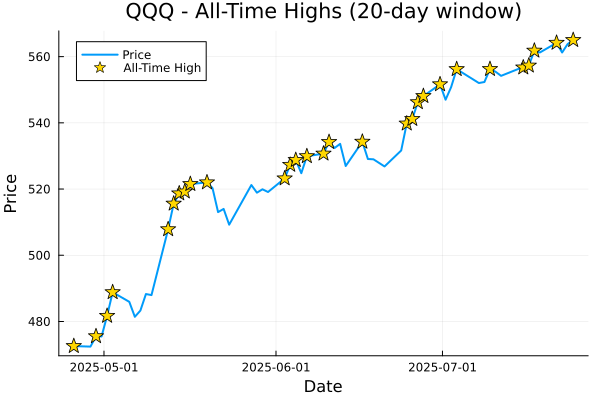 QQQ - All-Time Highs (20-day window)
Price
All-Time High
560
540
520
500
480
Price
2025-05-01 2025-06-01 2025-07-01
Date